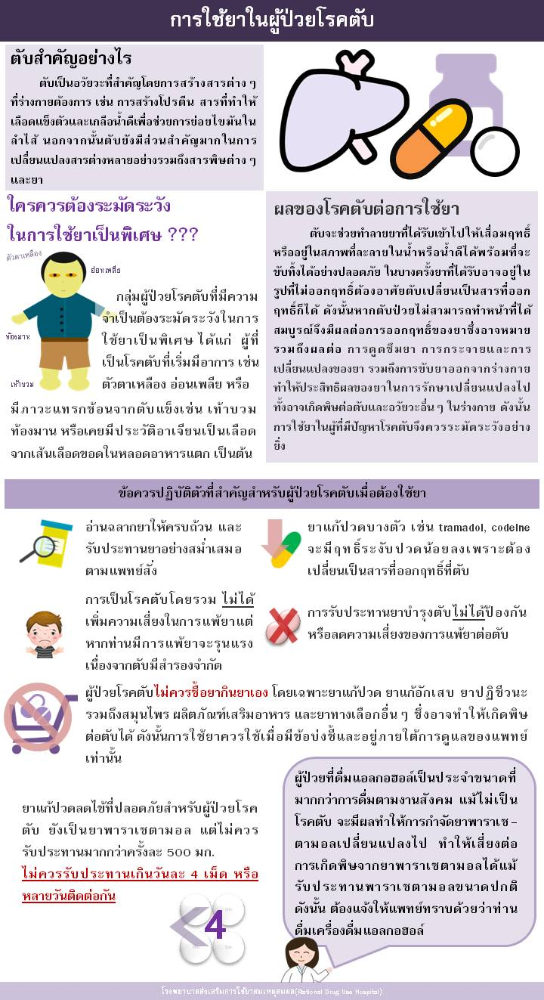 การใช้ยาในผู้ป่วยโรคตับ
ตับสำคัญอย่างไร
ตับเป็นอวัยวะที่สำคัญโดยการสร้างสารต่าง ๆ
ที่ร่างกายต้องการ เช่น การสร้างโปรตีน สารที่ทำให้
เลือดแข็งตัวและเกลือน้ำดีเพื่อช่วยการย่อยไขมันใน
ลำไส้ นอกจากนั้นตับยังมีส่วนสำคัญมากในการ
เปลี่ยนแปลงสารต่างหลายอย่างรวมถึงสารพิษต่าง ๆ
และยา
ใครควรต้องระมัดระวัง
ในการใช้ยาเป็นพิเศษ ???
ตัวตาเหลือง
อ่อนเพลีย
ท้องมาน
เท้าบวม
กลุ่มผู้ป่วยโรคตับที่มีความ
จำเป็นต้องระมัดระวังในการ
ใช้ยาเป็นพิเศษ ได้แก่ ผู้ที่
เป็นโรคตับที่เริ่มมีอาการ เช่น
ตัวตาเหลือง อ่อนเพลีย หรือ
มีภาวะแทรกซ้อนจากตับแข็งเช่น เท้าบวม
ท้องมาน หรือเคยมีประวัติอาเจียนเป็นเลือด
จากเส้นเลือดขอดในหลอดอาหารแตก เป็นต้น
ผลของโรคตับต่อการใช้ยา
ตับจะช่วยทำลายยาที่ได้รับเข้าไปให้เสื่อมฤทธิ์
หรืออยู่ในสภาพที่ละลายในน้ำหรือน้ำดีได้พร้อมที่จะ
ขับทิ้งได้อย่างปลอดภัย ในบางครั้งยาที่ได้รับอาจอยู่ใน
รูปที่ไม่ออกฤทธิ์ต้องอาศัยตับเปลี่ยนเป็นสารที่ออก
ฤทธิ์ก็ได้ ดังนั้นหากตับป่วยไม่สามารถทำหน้าที่ได้
สมบูรณ์จึงมีผลต่อการออกฤทธิ์ของยาซึ่งอาจหมาย
รวมถึงผลต่อ การดูดซึมยา การกระจายและการ
เปลี่ยนแปลงของยา รวมถึงการขับยาออกจากร่างกาย
ทำให้ประสิทธิผลของยาในการรักษาเปลี่ยนแปลงไป
ทั้งอาจเกิดพิษต่อตับและอวัยวะอื่น ๆ ในร่างกาย ดังนั้น
การใช้ยาในผู้ที่มีปัญหาโรคตับจึงควรระมัดระวังอย่าง
ยิ่ง
ข้อควรปฏิบัติตัวที่สำคัญสำหรับผู้ป่วยโรคตับเมื่อต้องใช้ยา
อ่านฉลากยาให้ครบถ้วน และ
รับประทานยาอย่างสม่ำเสมอ
ตามแพทย์สั่ง
ยาแก้ปวดบางตัว เช่น tramadol, codeine
จะมีฤทธิ์ระงับปวดน้อยลงเพราะต้อง
เปลี่ยนเป็นสารที่ออกฤทธิ์ที่ตับ
การเป็นโรคตับโดยรวม ไม่ได้
เพิ่มความเสี่ยงในการแพ้ยาแต่
หากท่านมีการแพ้ยาจะรุนแรง
เนื่องจากตับมีสำรองจำกัด
การรับประทานยาบำรุงตับไม่ได้ป้องกัน
หรือลดความเสี่ยงของการแพ้ยาต่อตับ
ผู้ป่วยโรคตับไม่ควรซื้อยากินยาเอง โดยเฉพาะยาแก้ปวด ยาแก้อักเสบ ยาปฏิชีวนะ
รวมถึงสมุนไพร ผลิตภัณฑ์เสริมอาหาร และยาทางเลือกอื่น ๆ ซึ่งอาจทำให้เกิดพิษ
ต่อตับได้ ดังนั้นการใช้ยาควรใช้เมื่อมีข้อบ่งชี้และอยู่ภายใต้การดูแลของแพทย์
เท่านั้น
ยาแก้ปวดลดไข้ที่ปลอดภัยสำหรับผู้ป่วยโรค
ตับ ยังเป็นยาพาราเซตามอล แต่ไม่ควร
รับประทานมากกว่าครั้งละ 500 มก.
ไม่ควรรับประทานเกินวันละ 4 เม็ด หรือ
หลายวันติดต่อกัน
4
ผู้ป่วยที่ดื่มแอลกอฮอล์เป็นประจำขนาดที่
มากกว่าการดื่มตามงานสังคม แม้ไม่เป็น
โรคตับ จะมีผลทำให้การกำจัดยาพาราเซ-
ตามอลเปลี่ยนแปลงไป ทำให้เสี่ยงต่อ
การเกิดพิษจากยาพาราเซตามอลได้แม้
รับประทานพาราเซตามอลขนาดปกติ
ดังนั้น ต้องแจ้งให้แพทย์ทราบด้วยว่าท่าน
ดื่มเครื่องดื่มแอลกอฮอล์
โรงพยาบาลส่งเสริมการใช้ยาสมเหตุสมผล(Rational Drug Use Hospital)